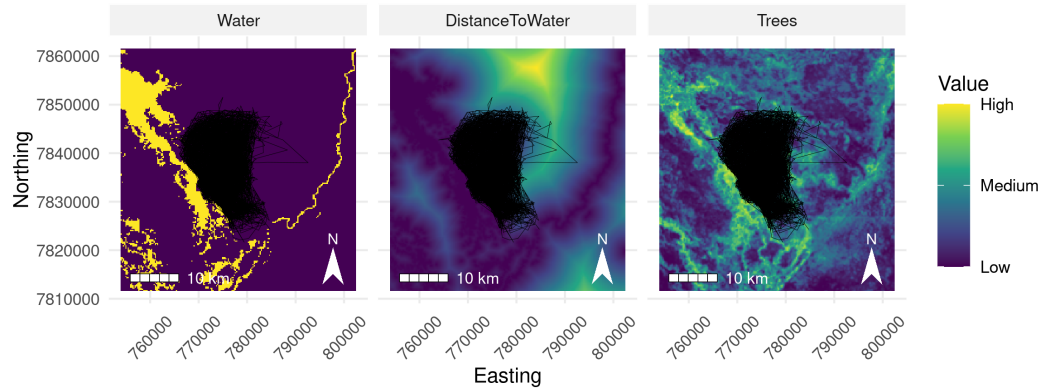 Water
DistanceToWater
Trees
7860000
7850000
7840000
7830000
7820000
7810000
Northing
N
10 km
N
10 km
N
10 km
760000
770000
780000
790000
800000
760000
770000
780000
790000
800000
760000
770000
780000
790000
800000
Easting
Value
High
Medium
Low